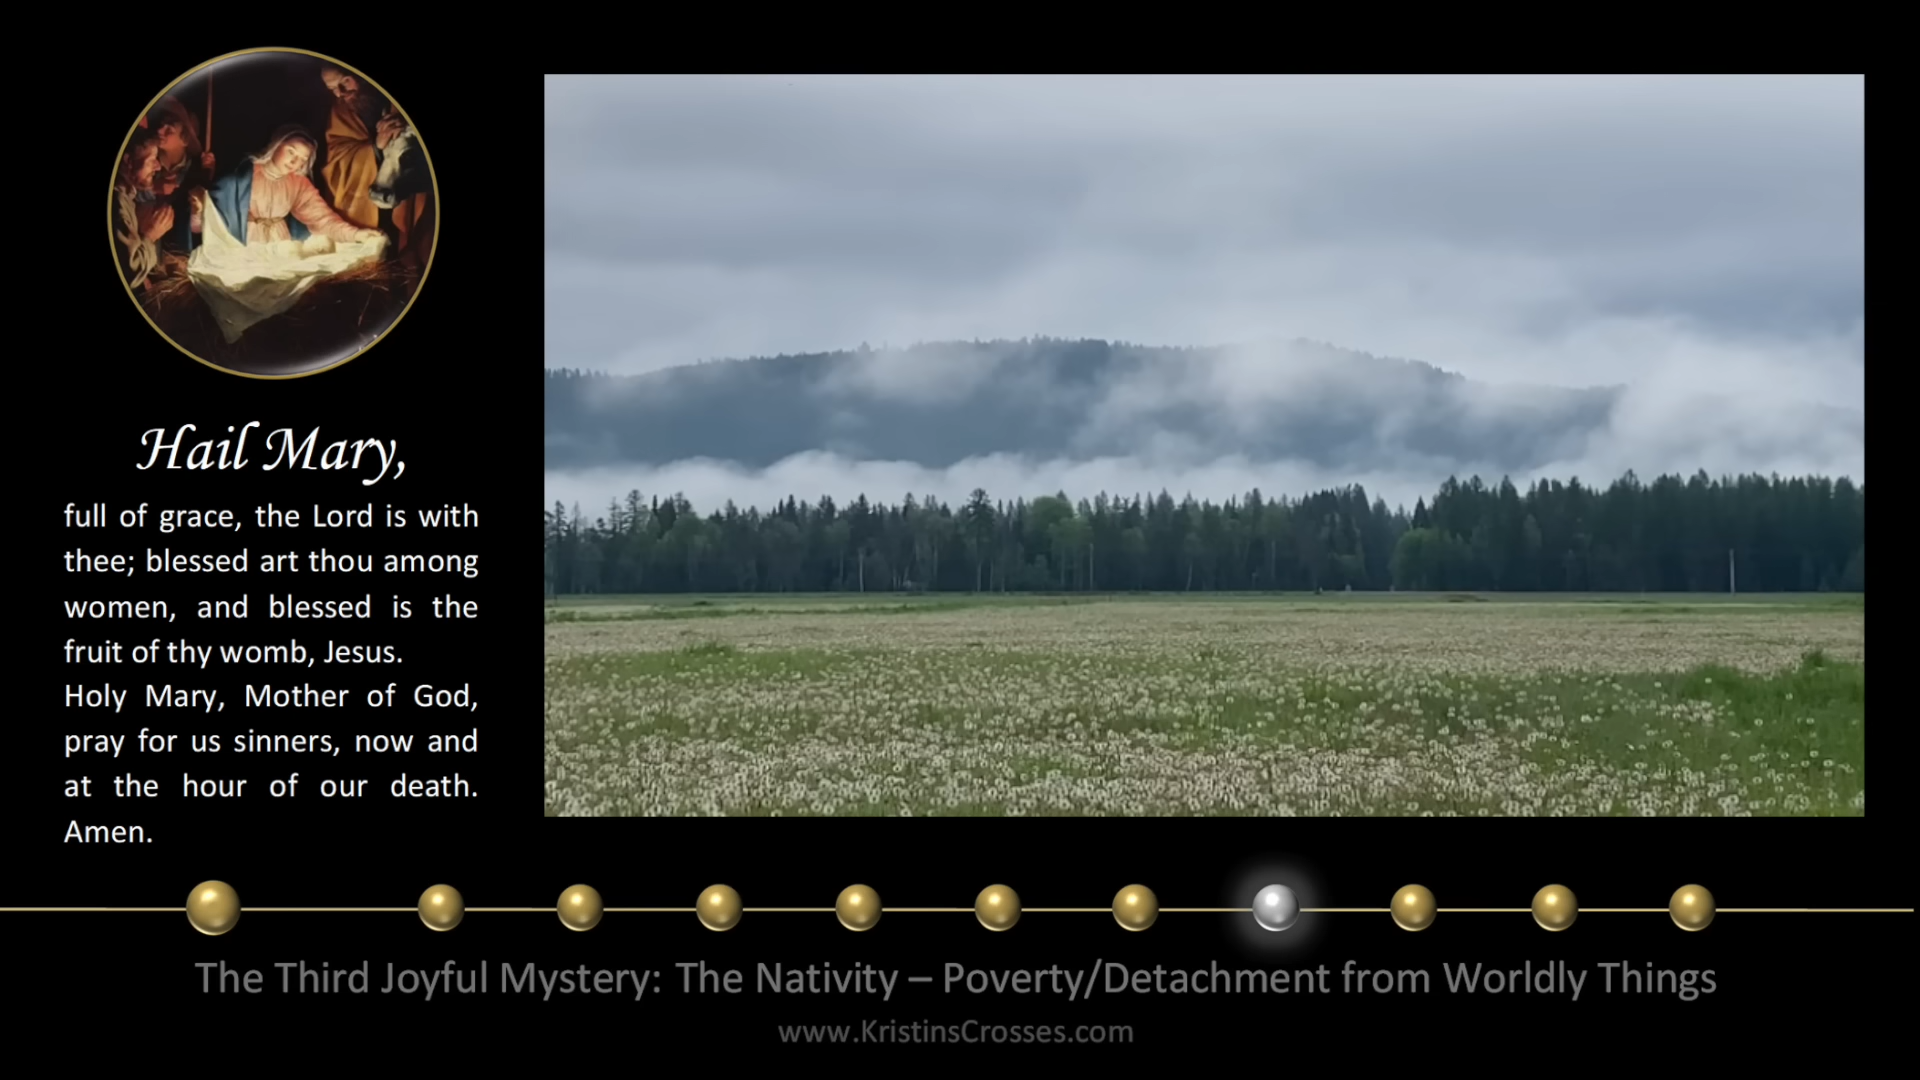 Hail Mary,
full of grace, the Lord is with
thee; blessed art thou among
women, and blessed is the
fruit of thy womb, Jesus.
Holy Mary, Mother of God,
pray for us sinners, now and
at the hour of our death.
Amen.
The Third Joyful Mystery: The Nativity – Poverty/Detachment from Worldly Things
www.KristinsCrosses.com